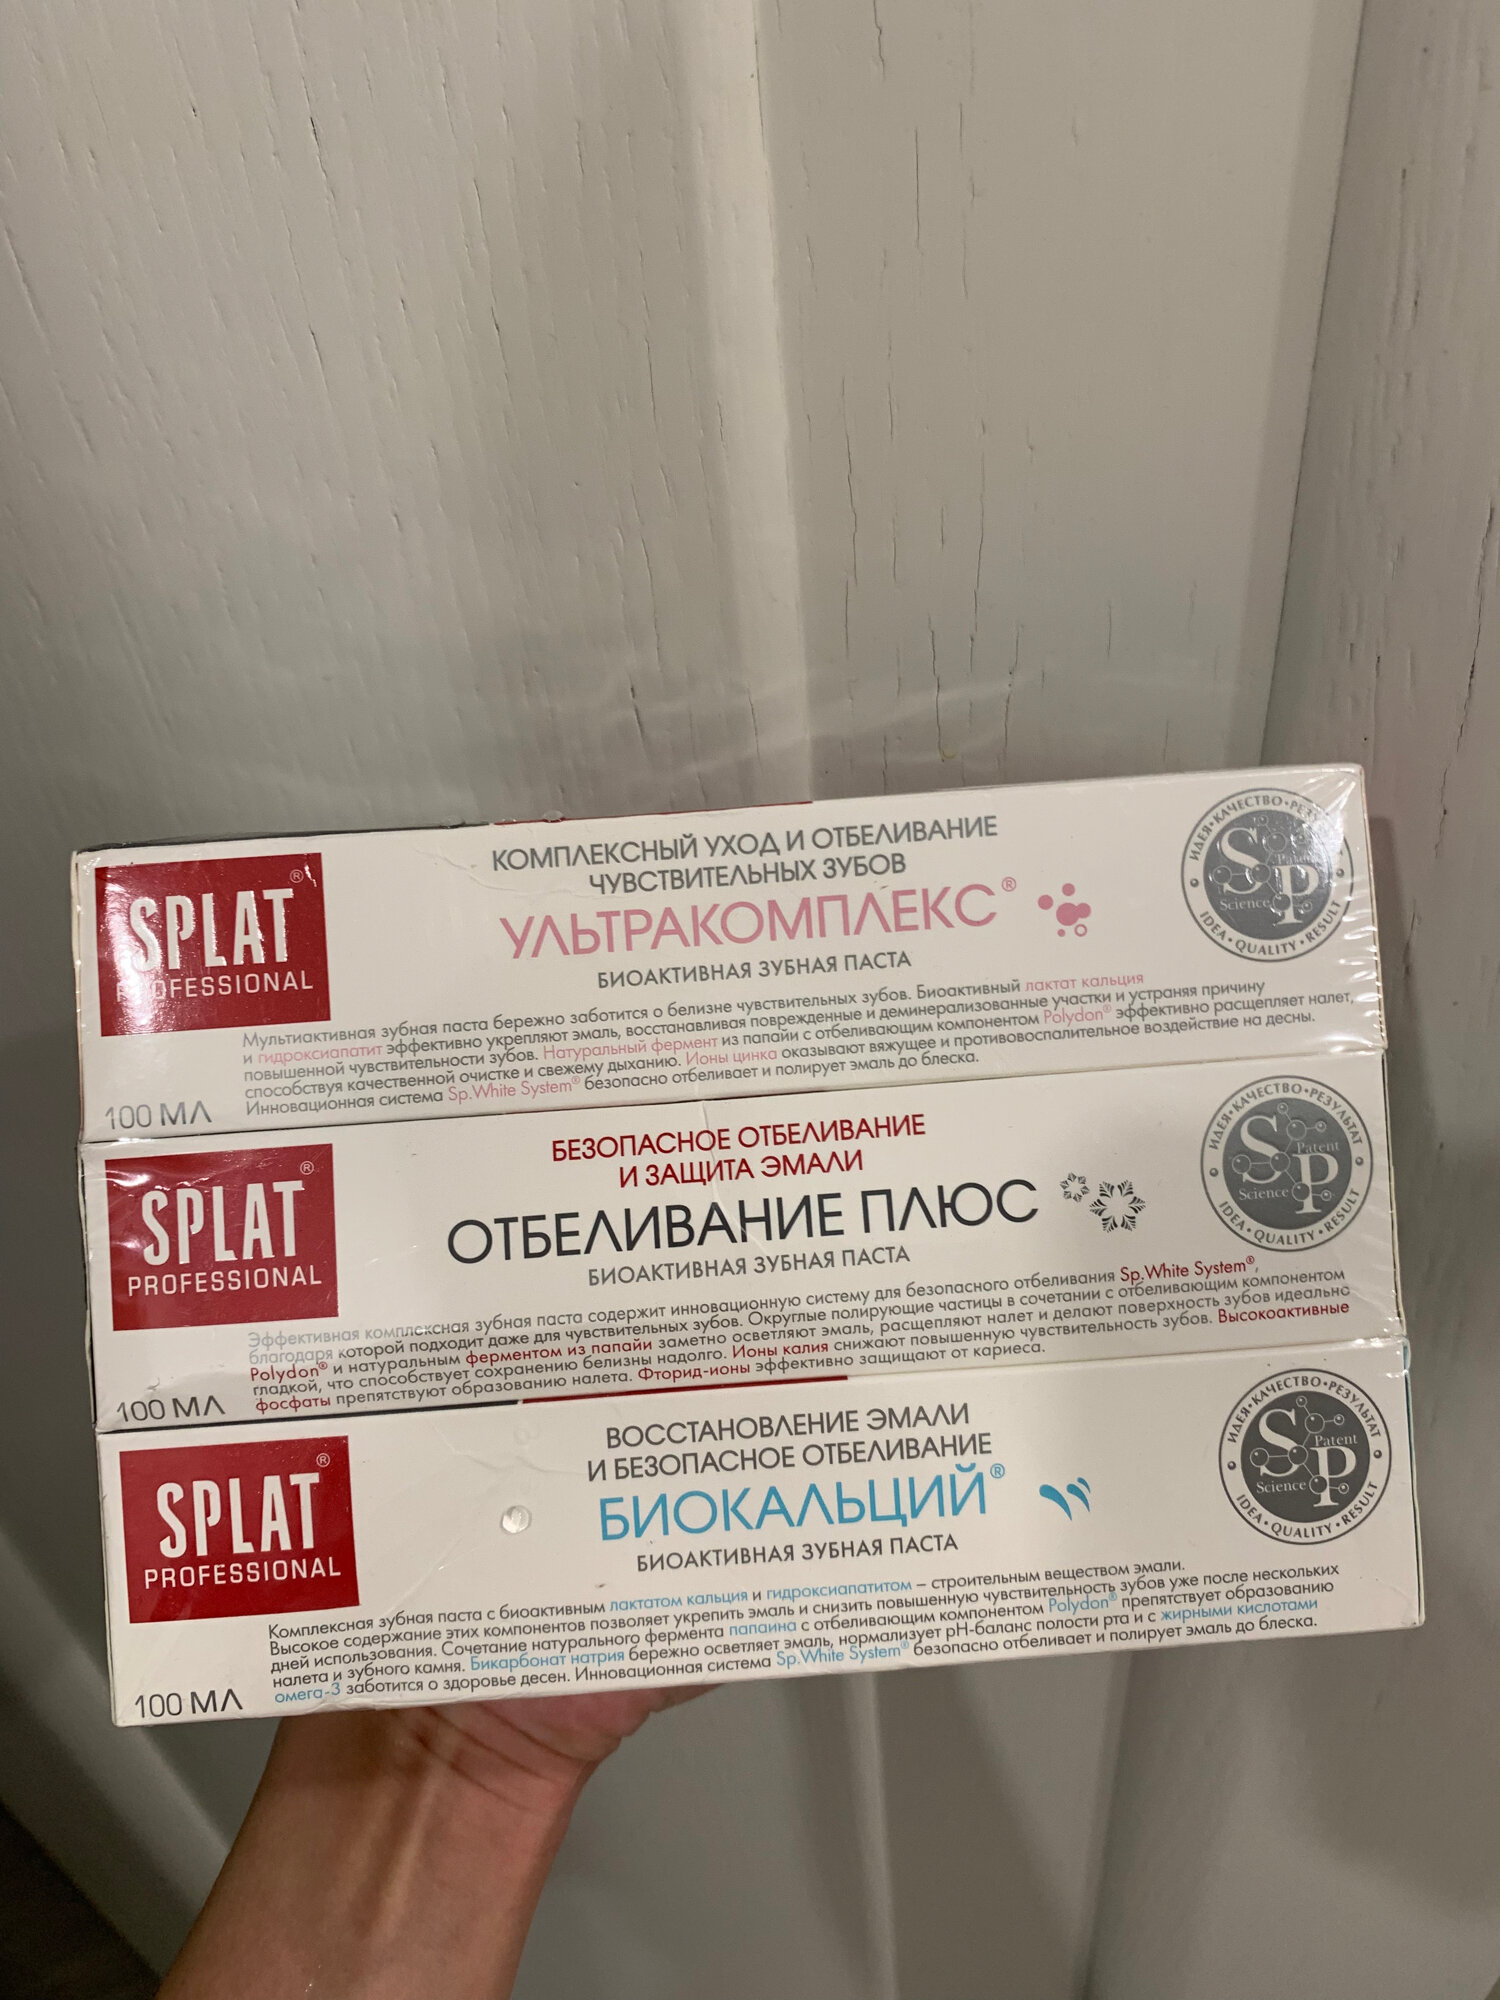 SPLAT®
PROFESSIONAL
100 МЛ
КОМПЛЕКСНЫЙ УХОД И ОТБЕЛИВАНИЕ
ЧУВСТВИТЕЛЬНЫХ ЗУБОВ
УЛЬТРАКОМПЛЕКС®
БИОАКТИВНАЯ ЗУБНАЯ ПАСТА
Мультиактивная зубная паста бережно заботится о белизне чувствительных зубов. Биоактивный лактат кальция
и гидроксиапатит эффективно укрепляют эмаль, восстанавливая поврежденные и деминерализованные участки и устраняя причину
повышенной чувствительности зубов. Натуральный фермент из папайи с отбеливающим компонентом Polydon® эффективно расщепляет налет,
способствуя качественной очистке и свежему дыханию. Ионы цинка оказывают вяжущее и противовоспалительное воздействие на десны.
Инновационная система Sp.White System® безопасно отбеливает и полирует эмаль до блеска.
ИДЕЯ•КАЧЕСТВО•РЕЗУ
SP
Patent
Science
IDEA•QUALITY•RESULT
SPLAT®
PROFESSIONAL
100 МЛ
БЕЗОПАСНОЕ ОТБЕЛИВАНИЕ
И ЗАЩИТА ЭМАЛИ
ОТБЕЛИВАНИЕ ПЛЮС
БИОАКТИВНАЯ ЗУБНАЯ ПАСТА
Эффективная комплексная зубная паста содержит инновационную систему для безопасного отбеливания Sp.White System®,
благодаря которой подходит даже для чувствительных зубов. Округлые полирующие частицы в сочетании с отбеливающим компонентом
Polydon® и натуральным ферментом из папайи заметно осветляют эмаль, расщепляют налет и делают поверхность зубов идеально
гладкой, что способствует сохранению белизны надолго. Ионы калия снижают повышенную чувствительность зубов. Высокоактивные
фосфаты препятствуют образованию налета. Фторид-ионы эффективно защищают от кариеса.
ИДЕЯ•КАЧЕСТВО•РЕЗУЛЬТАТ
SP
Patent
Science
IDEA•QUALITY•RESULT
SPLAT®
PROFESSIONAL
100 МЛ
ВОССТАНОВЛЕНИЕ ЭМАЛИ
И БЕЗОПАСНОЕ ОТБЕЛИВАНИЕ
БИОКАЛЬЦИЙ®
БИОАКТИВНАЯ ЗУБНАЯ ПАСТА
Комплексная зубная паста с биоактивным лактатом кальция и гидроксиапатитом – строительным веществом эмали.
Высокое содержание этих компонентов позволяет укрепить эмаль и снизить повышенную чувствительность зубов уже после нескольких
дней использования. Сочетание натурального фермента папаина с отбеливающим компонентом Polydon® препятствует образованию
налета и зубного камня. Бикарбонат натрия бережно осветляет эмаль, нормализует pH-баланс полости рта и с жирными кислотами
омега-3 заботится о здоровье десен. Инновационная система Sp.White System® безопасно отбеливает и полирует эмаль до блеска.
ИДЕЯ•КАЧЕСТВО•РЕЗУЛЬТАТ
SP
Patent
Science
IDEA•QUALITY•RESULT